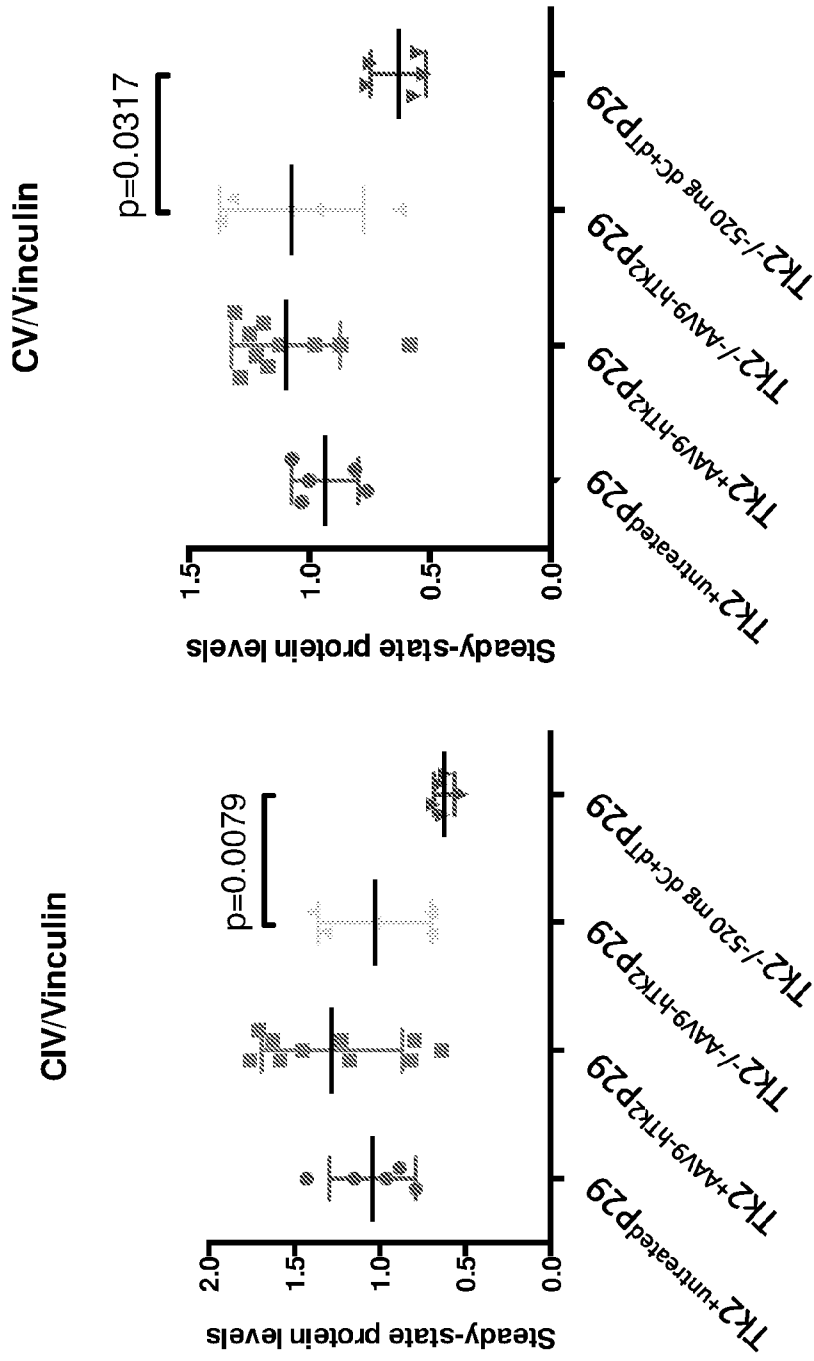 CIV/Vinculin
Steady-state protein levels
2.0
1.5
1.0
0.5
0.0
p=0.0079
Tk2+untreatedp29
Tk2+AAV9-hTk2p29
Tk2-/-AAV9-hTK2p29
Tk2-/-520 mg dC+dTp29
CV/Vinculin
Steady-state protein levels
1.5
1.0
0.5
0.0
p=0.0317
Tk2+untreatedp29
Tk2+AAV9-hTk2p29
Tk2-/-AAV9-hTK2p29
Tk2-/-520 mg dC+dTp29